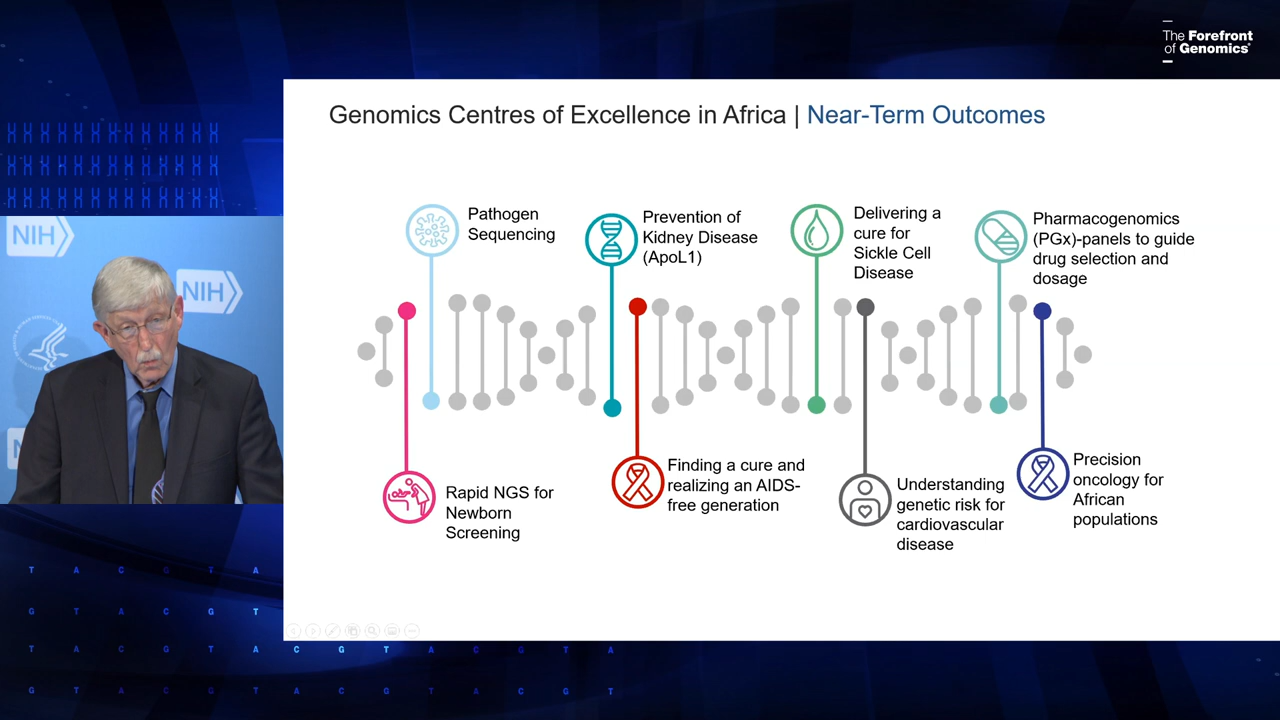 The Forefront
of Genomics®
Genomics Centres of Excellence in Africa | Near-Term Outcomes
Pathogen
Sequencing
Prevention of
Kidney Disease
(ApoL1)
Delivering a
cure for
Sickle Cell
Disease
Pharmacogenomics
(PGx)-panels to guide
drug selection and
dosage
Rapid NGS for
Newborn
Screening
Finding a cure and
realizing an AIDS-
free generation
Understanding
genetic risk for
cardiovascular
disease
Precision
oncology for
African
populations
NIH
NIH
N
T A C G T A
G T A C G T
T A C G T A C G T A C G T A
G T A C G T A C G T A C G T